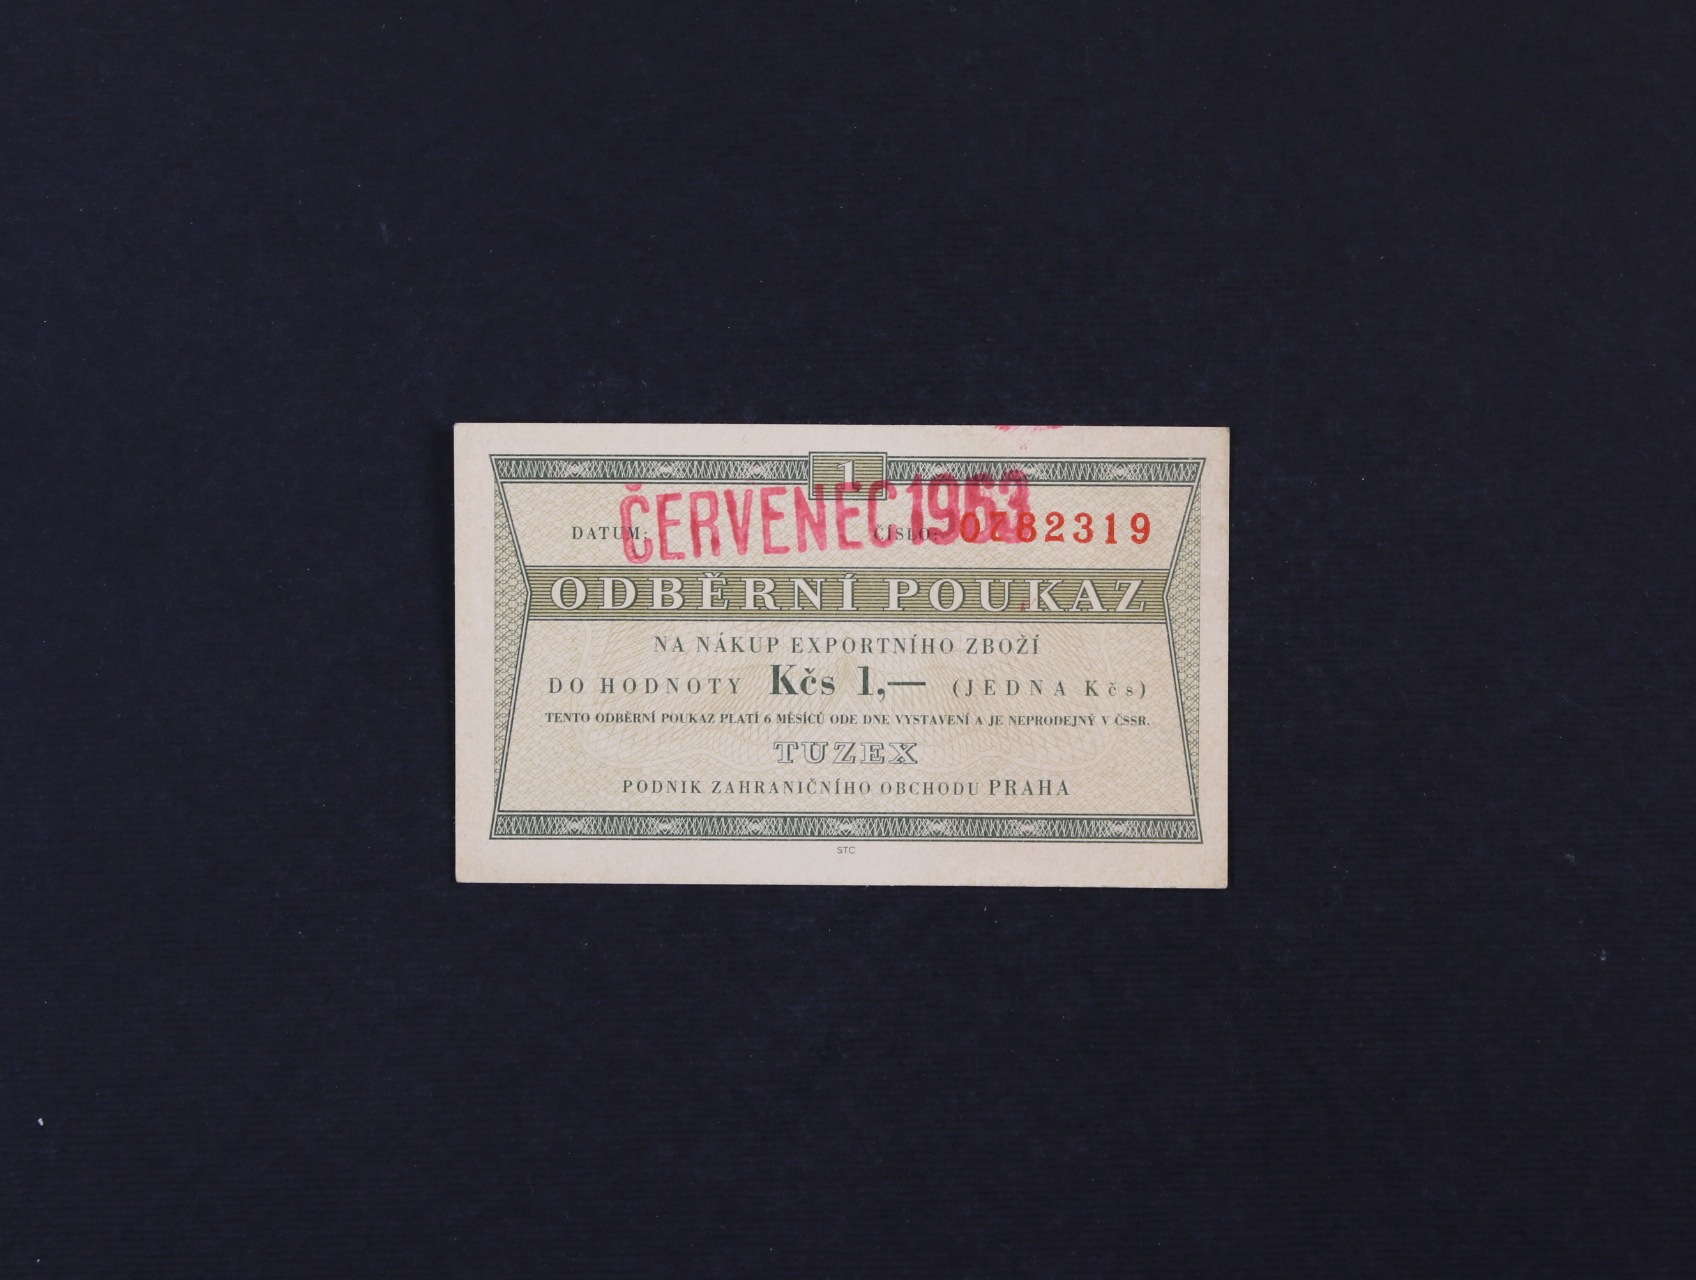 1
DATUM: ČERVENEC 1963 ČÍSLO: 0782319
ODBĚRNÍ POUKAZ
NA NÁKUP EXPORTNÍHO ZBOŽÍ
DO HODNOTY Kčs 1,— (JEDNA Kčs)
TENTO ODBĚRNÍ POUKAZ PLATÍ 6 MĚSÍCŮ ODE DNE VYSTAVENÍ A JE NEPRODEJNÝ V ČSSR.
TUZEX
PODNIK ZAHRANIČNÍHO OBCHODU PRAHA
STC